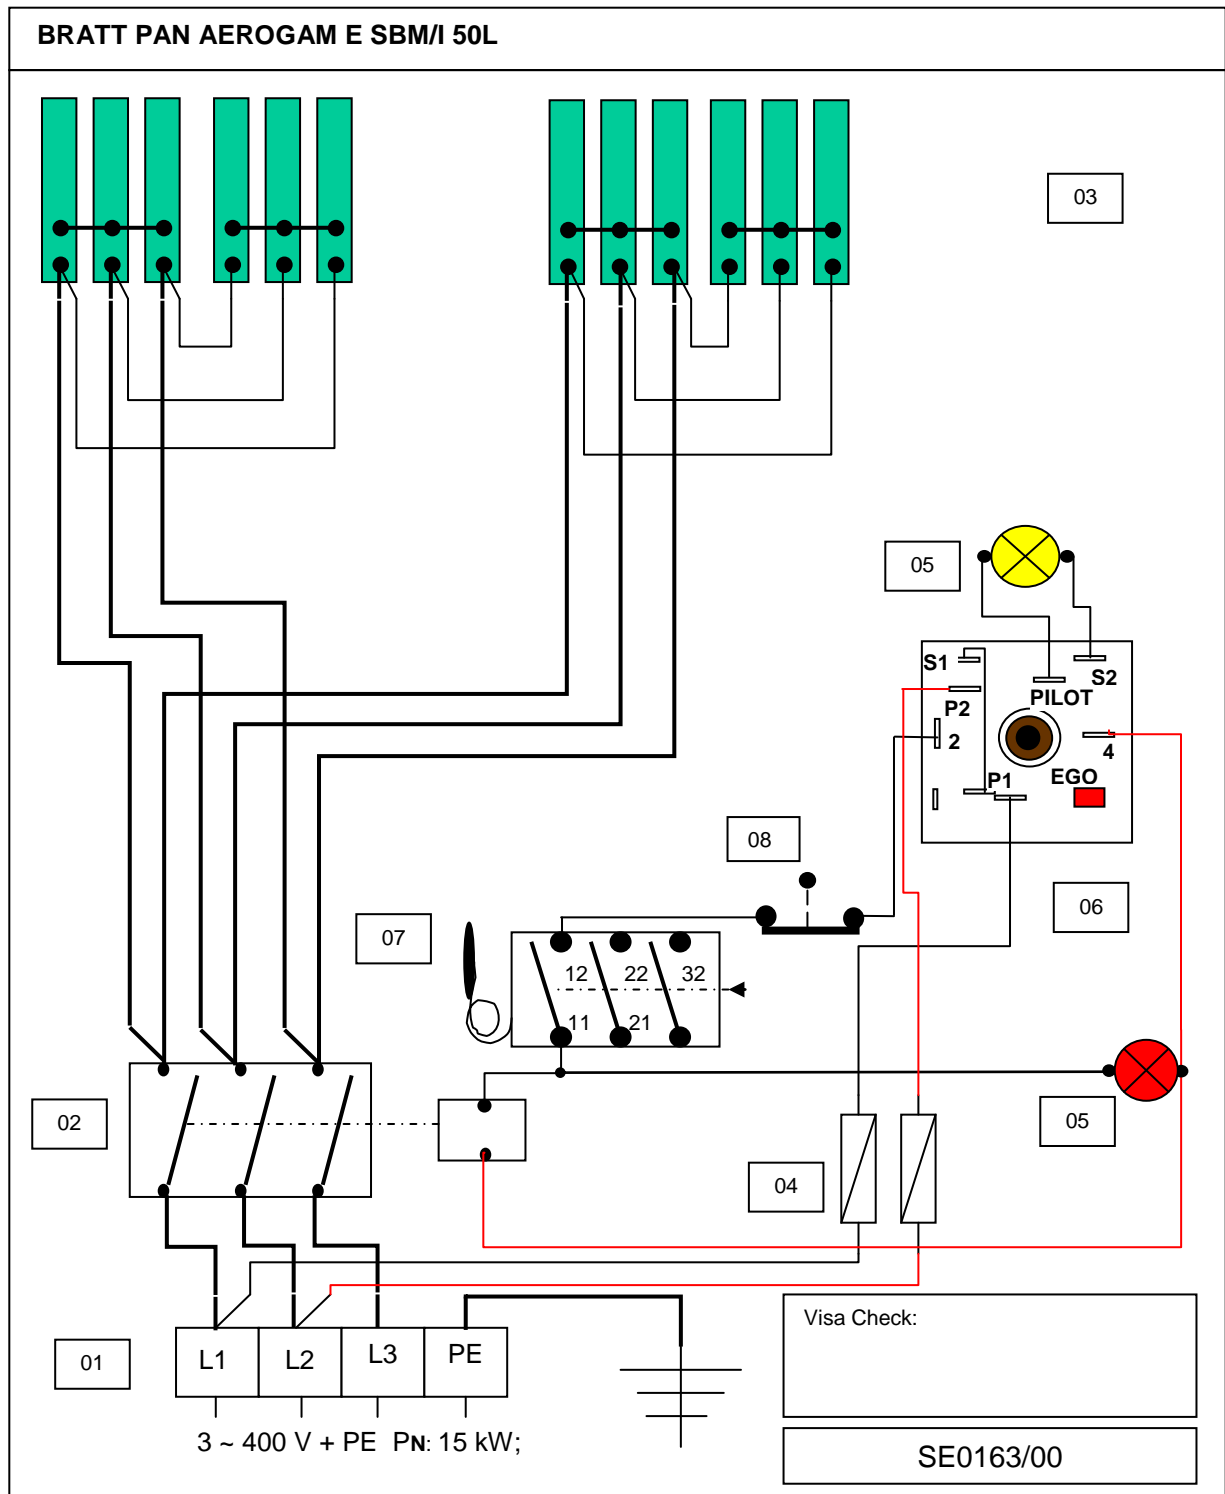 BRATT PAN AEROGAM E SBM/I 50L
03
05
S1
S2
PILOT
P2
2
4
P1
EGO
08
06
07
12 22 32
11 21
02
05
04
Visa Check:
01
L1 L2 L3 PE
3 ~ 400 V + PE PN: 15 kW;
SE0163/00